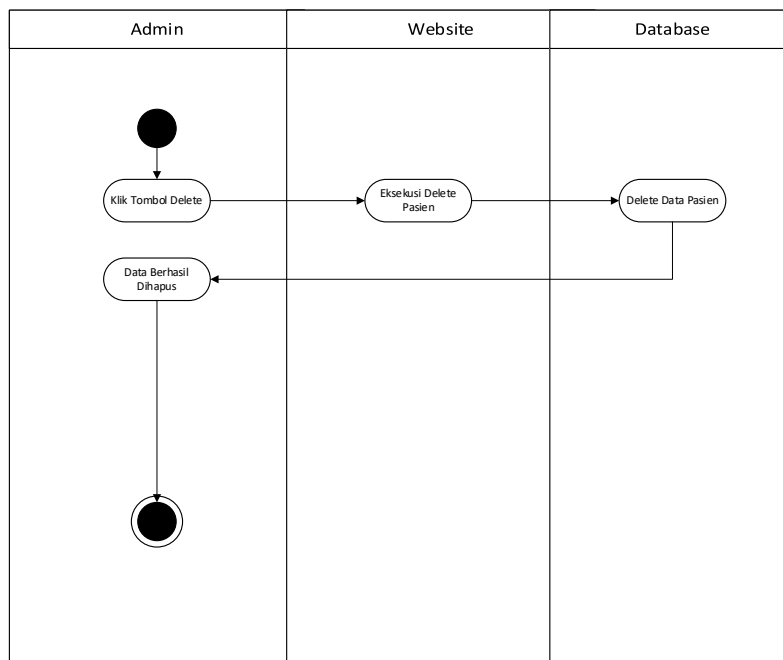 Admin
Website
Database
Klik Tombol Delete
Eksekusi Delete
Pasien
Delete Data Pasien
Data Berhasil
Dihapus